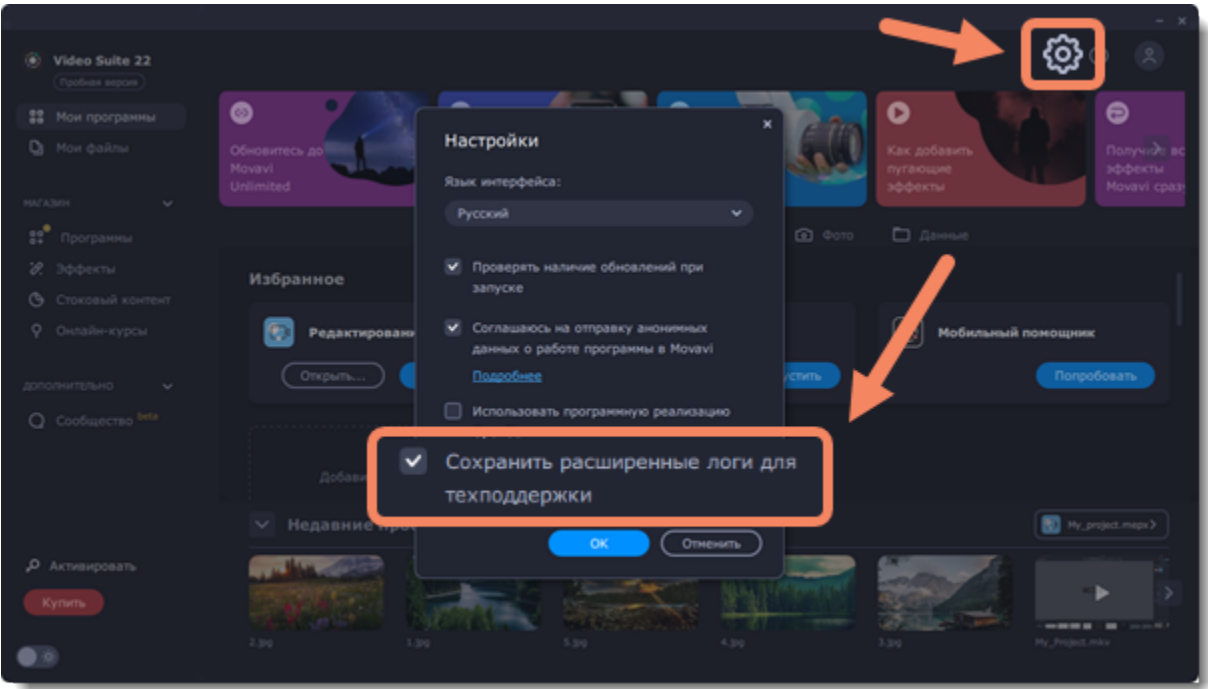 Video Suite 22
Пробная версия
Мои программы
Мои файлы
МАГАЗИН
Программы
Эффекты
Стоковый контент
Онлайн-курсы
ДОПОЛНИТЕЛЬНО
Сообщество beta
Активировать
Купить
Обновитесь до
Movavi
Unlimited
Как добавить
пугающие
эффекты
эффекты
Movavi
Фото
Данные
Избранное
Открыть...
Мобильный помощник
Попробовать
Настройки
Язык интерфейса:
Русский
Проверять наличие обновлений при
запуске
Соглашаюсь на отправку анонимных
данных о работе программы в Movavi
Подробнее
Использовать программную реализацию
Сохранить расширенные логи для
техподдержки
OK
Отменить
Недавние
My_project.mepx
2.jpg
1.jpg
5.jpg
4.jpg
3.jpg
My_Project.mkv